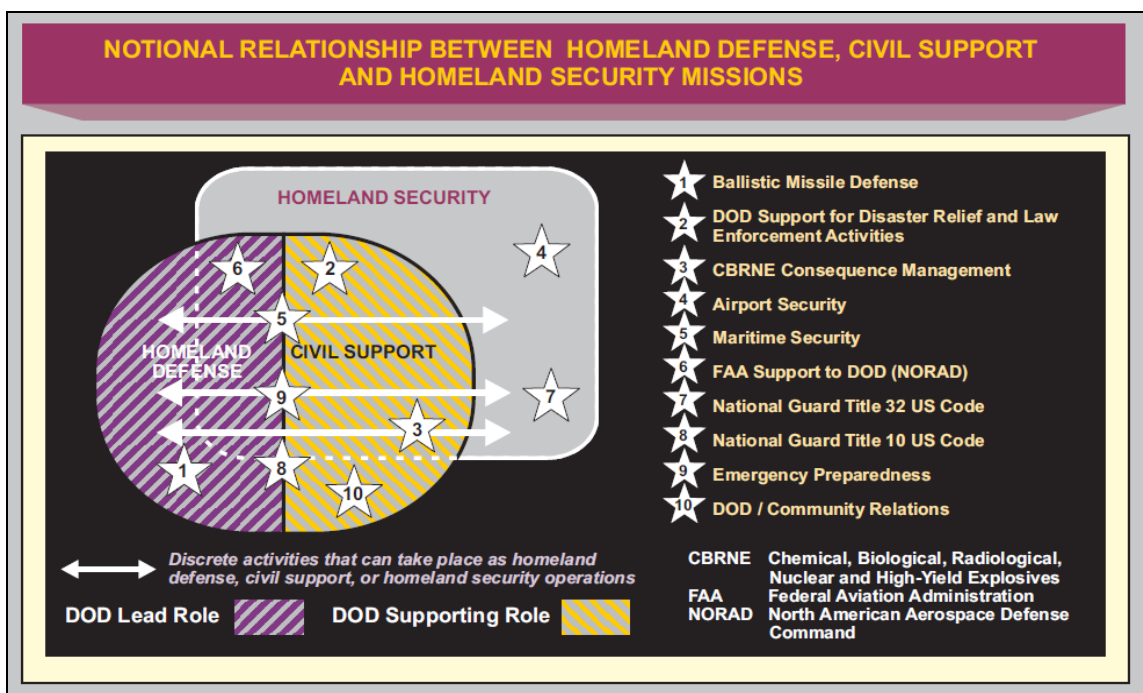 NOTIONAL RELATIONSHIP BETWEEN HOMELAND DEFENSE, CIVIL SUPPORT
AND HOMELAND SECURITY MISSIONS
HOMELAND SECURITY
6
2
4
5
HOMELAND
DEFENSE
CIVIL SUPPORT
9
7
3
1
8
10
1 Ballistic Missile Defense
2 DOD Support for Disaster Relief and Law
Enforcement Activities
3 CBRNE Consequence Management
4 Airport Security
5 Maritime Security
6 FAA Support to DOD (NORAD)
7 National Guard Title 32 US Code
8 National Guard Title 10 US Code
9 Emergency Preparedness
10 DOD / Community Relations
Discrete activities that can take place as homeland
defense, civil support, or homeland security operations
DOD Lead Role
DOD Supporting Role
CBRNE Chemical, Biological, Radiological,
Nuclear and High-Yield Explosives
FAA Federal Aviation Administration
NORAD North American Aerospace Defense
Command